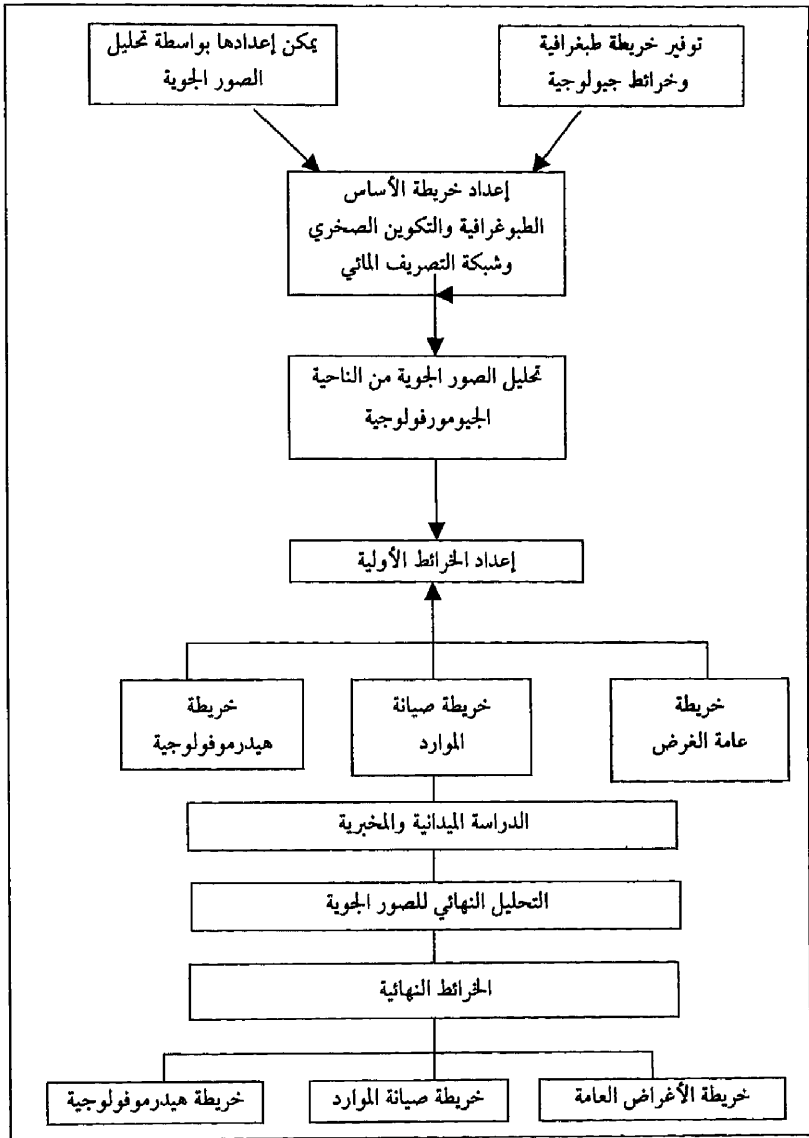 توفير خريطة طبغرافية
وخرائط جيولوجية
يمكن إعدادها بواسطة تحليل
الصور الجوية
إعداد خريطة الأساس
الطبوغرافية والتكوين الصخري
وشبكة التصريف المائي
تحليل الصور الجوية من الناحية
الجيومورفولوجية
إعداد الخرائط الأولية
خريطة
عامة الغرض
خريطة صيانة
الموارد
خريطة
هيدرموفولوجية
الدراسة الميدانية والمخبرية
التحليل النهائي للصور الجوية
الخرائط النهائية
خريطة الأغراض العامة
خريطة صيانة الموارد
خريطة هيدرموفولوجية